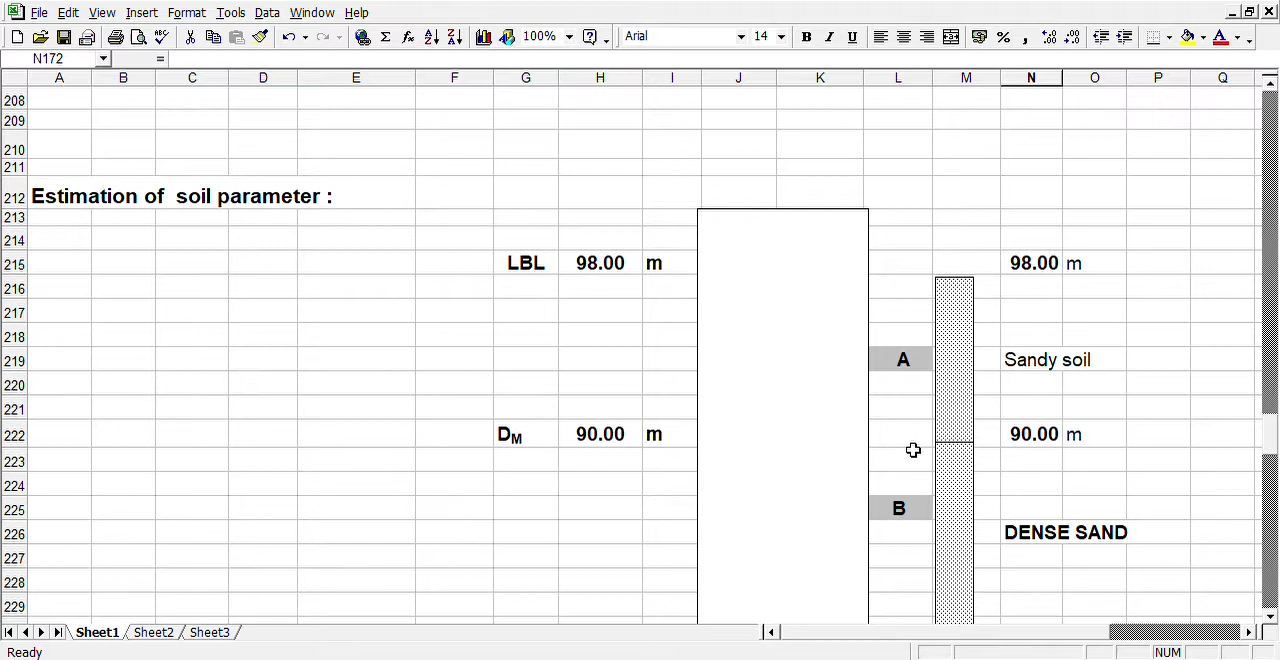 File Edit View Insert Format Tools Data Window Help
100% Arial 14 B I U
N172 =
A B C D E F G H I J K L M N O P Q
208
209
210
211
212 Estimation of soil parameter :
213
214
215 LBL 98.00 m 98.00 m
216
217
218
219 A Sandy soil
220
221
222 DM 90.00 m 90.00 m
223
224
225 B
226 DENSE SAND
227
228
229
Sheet1 Sheet2 Sheet3
Ready NUM